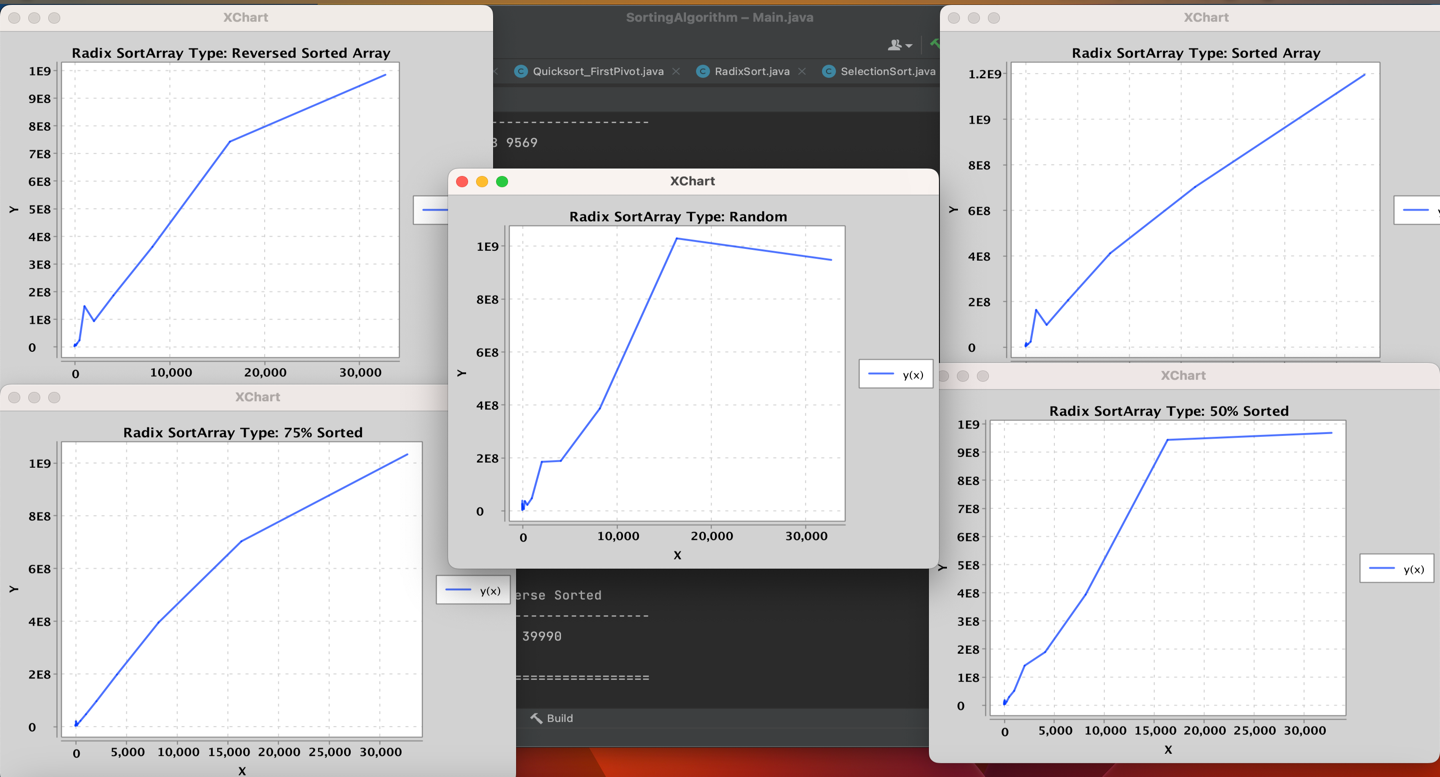 XChart
Radix SortArray Type: Reversed Sorted Array
1E9
9E8
8E8
7E8
6E8
5E8
4E8
3E8
2E8
1E8
0
Y
0 10,000 20,000 30,000
SortingAlgorithm – Main.java
Quicksort_FirstPivot.java RadixSort.java SelectionSort.java
--------------------
9569
XChart
Radix SortArray Type: Sorted Array
1.2E9
1E9
8E8
6E8
4E8
2E8
0
Y
XChart
Radix SortArray Type: Random
1E9
8E8
6E8
4E8
2E8
0
Y
0 10,000 20,000 30,000
X
y(x)
XChart
Radix SortArray Type: 75% Sorted
1E9
8E8
6E8
4E8
2E8
0
Y
0 5,000 10,000 15,000 20,000 25,000 30,000
X
y(x)
XChart
Radix SortArray Type: 50% Sorted
1E9
9E8
8E8
7E8
6E8
5E8
4E8
3E8
2E8
1E8
0
Y
0 5,000 10,000 15,000 20,000 25,000 30,000
X
y(x)
erse Sorted
-----------------
39990
=================
Build